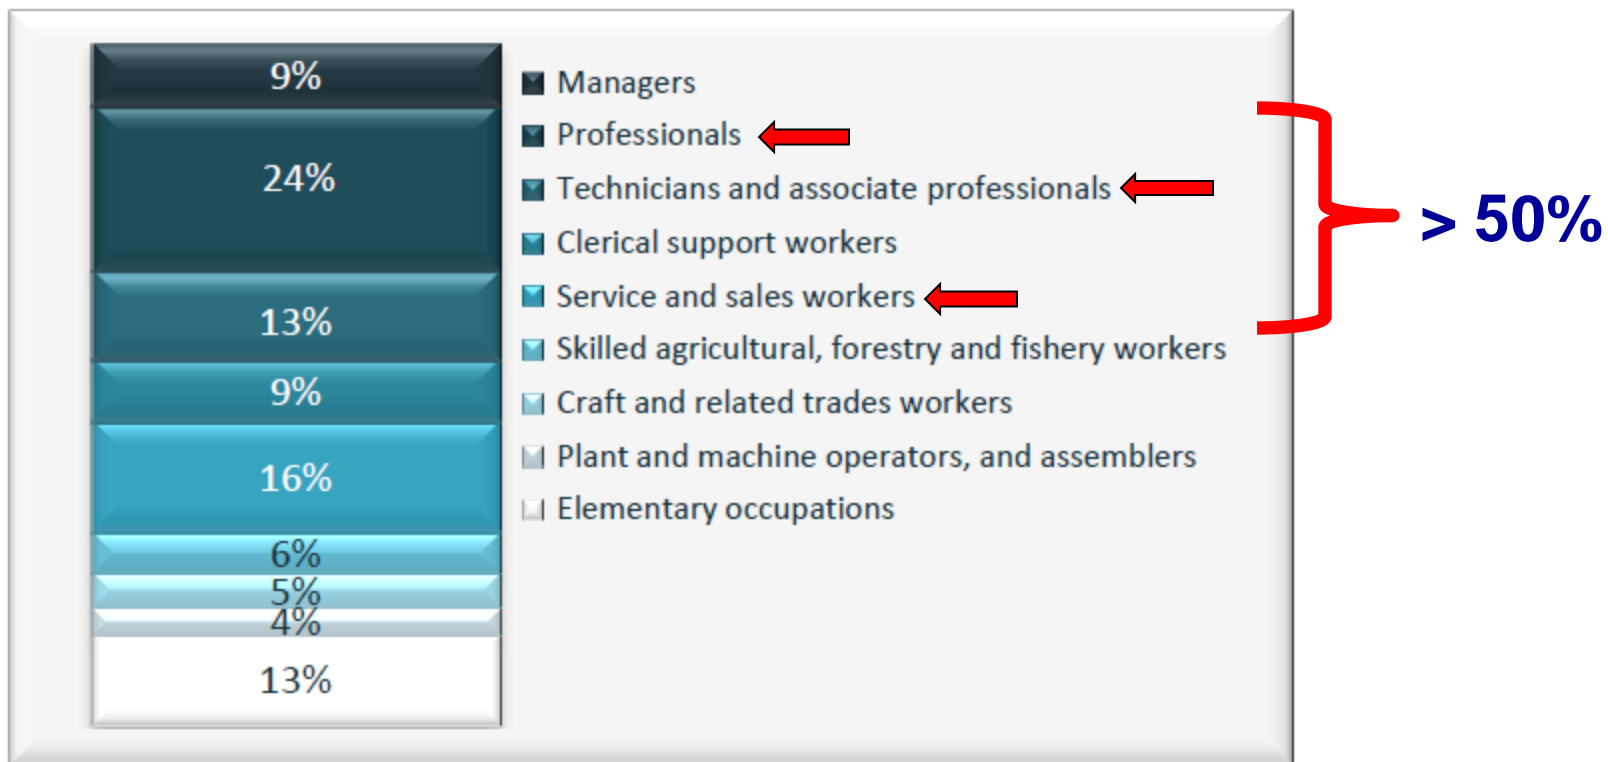 9%
24%
13%
9%
16%
6%
5%
4%
13%
Managers
Professionals
Technicians and associate professionals
Clerical support workers
Service and sales workers
Skilled agricultural, forestry and fishery workers
Craft and related trades workers
Plant and machine operators, and assemblers
Elementary occupations
> 50%